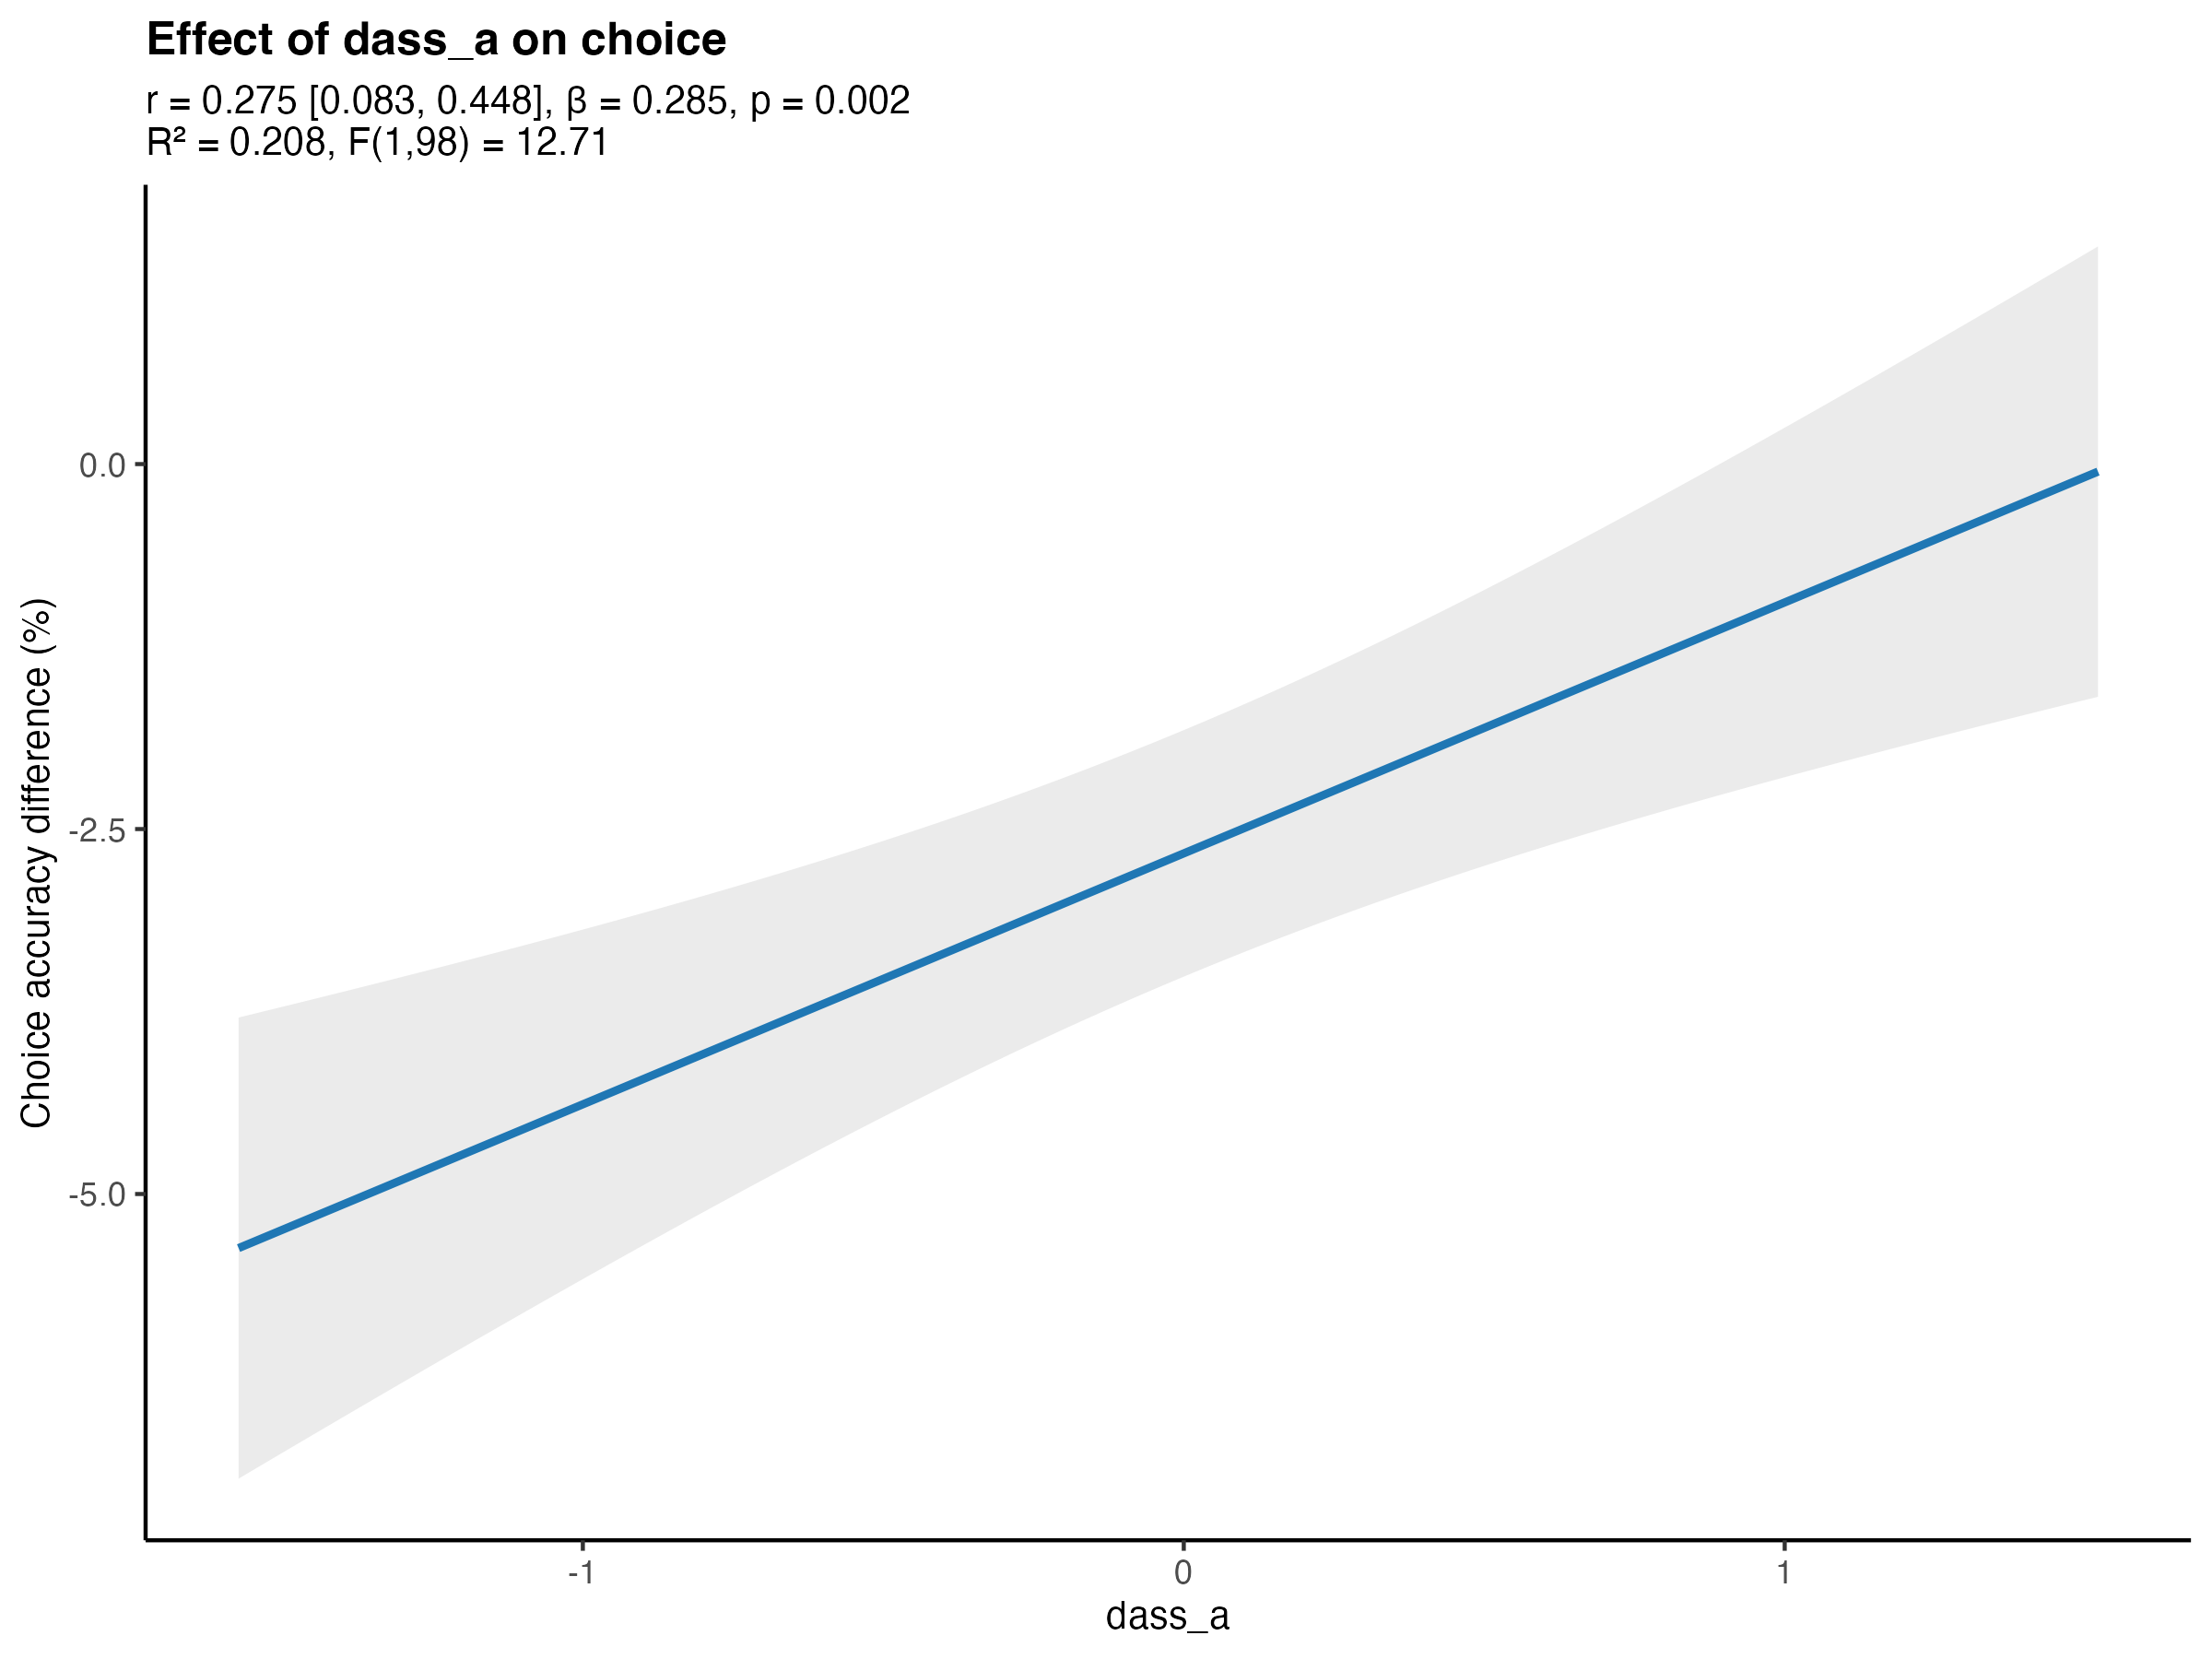 Effect of dass_a on choice
r = 0.275 [0.083, 0.448], β = 0.285, p = 0.002
R² = 0.208, F(1,98) = 12.71
Choice accuracy difference (%)
0.0
-2.5
-5.0
-1
0
1
dass_a